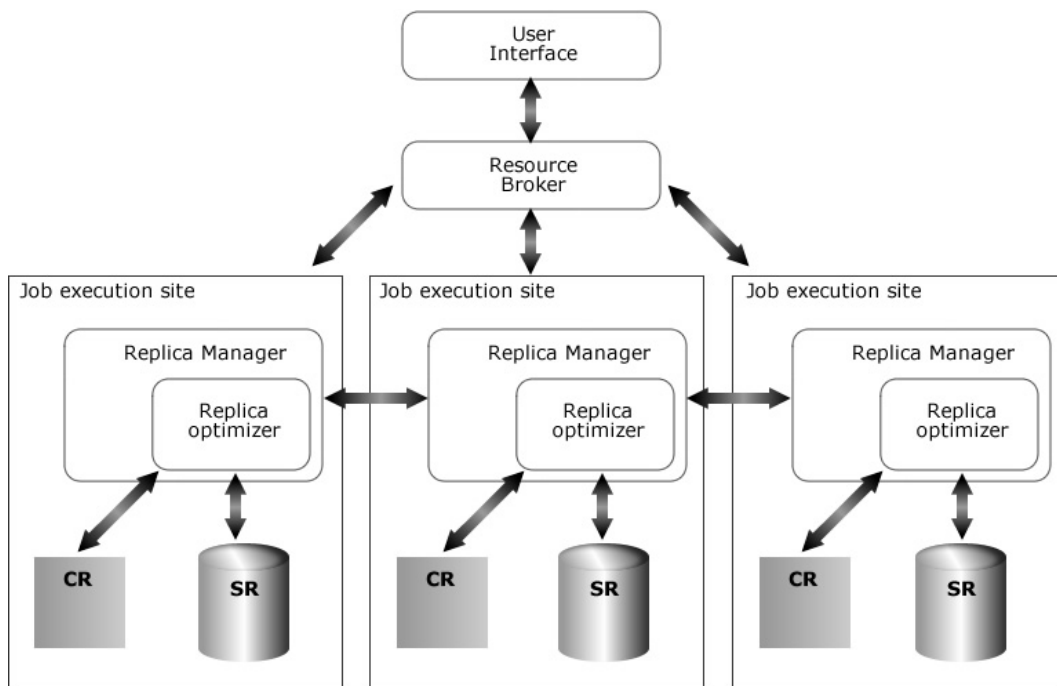 User
Interface
Resource
Broker
Job execution site
Replica Manager
Replica
optimizer
CR
SR
Job execution site
Replica Manager
Replica
optimizer
CR
SR
Job execution site
Replica Manager
Replica
optimizer
CR
SR